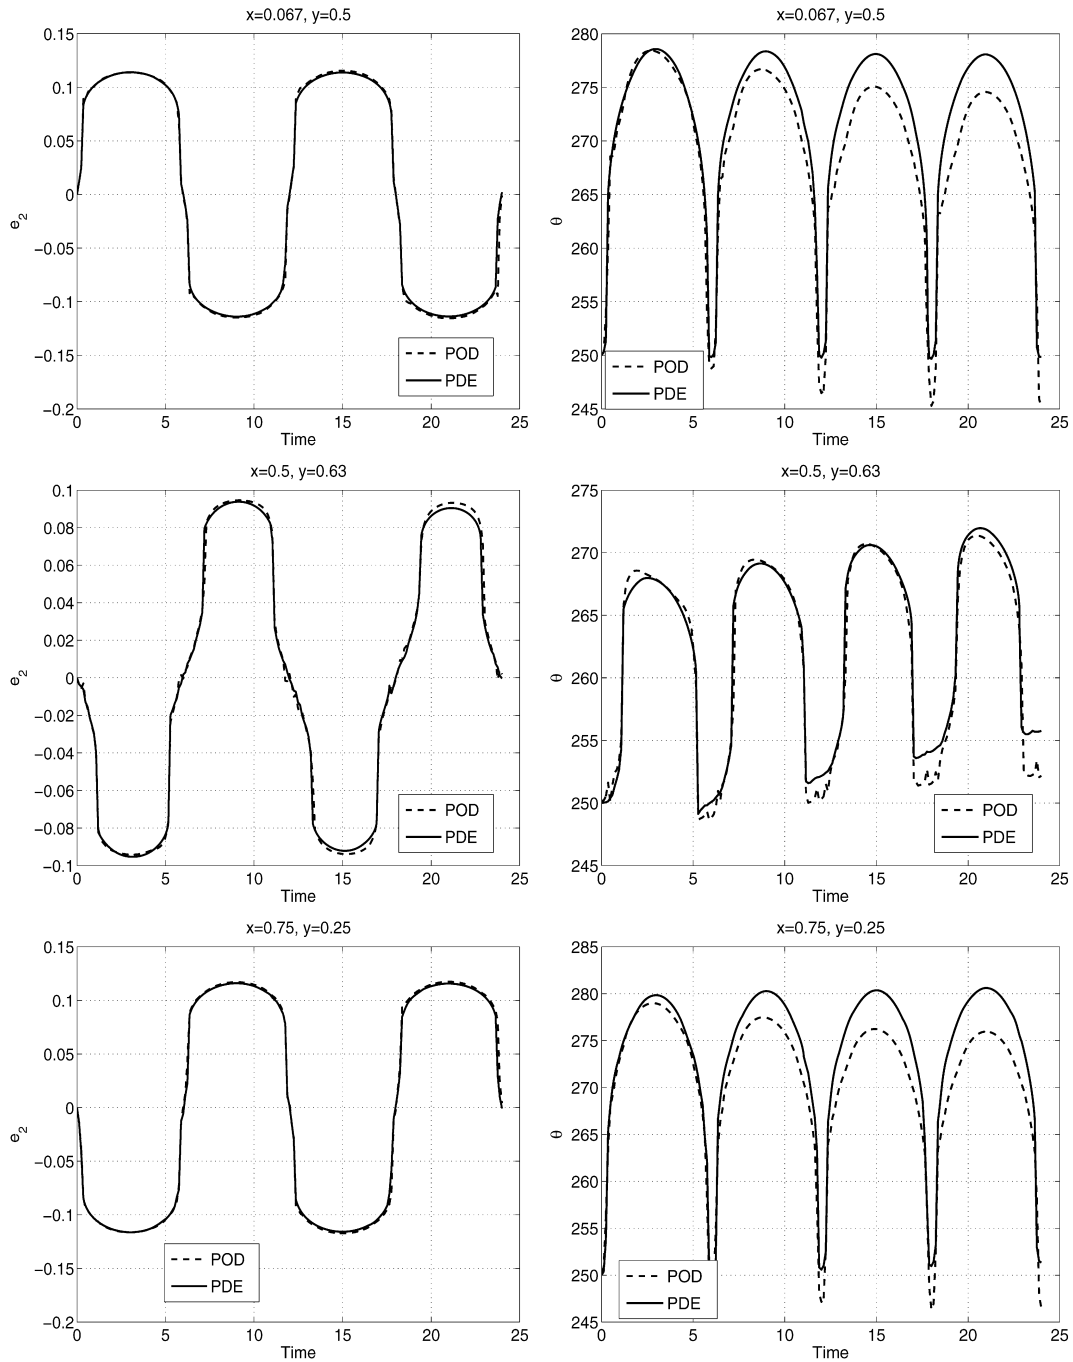 x=0.067, y=0.5
0.15
0.1
0.05
0
−0.05
−0.1
−0.15
−0.2
e2
0 5 10 15 20 25
Time
POD
PDE
x=0.067, y=0.5
280
275
270
265
260
255
250
245
θ
0 5 10 15 20 25
Time
POD
PDE
x=0.5, y=0.63
0.1
0.08
0.06
0.04
0.02
0
−0.02
−0.04
−0.06
−0.08
−0.1
e2
0 5 10 15 20 25
Time
POD
PDE
x=0.5, y=0.63
275
270
265
260
255
250
245
θ
0 5 10 15 20 25
Time
POD
PDE
x=0.75, y=0.25
0.15
0.1
0.05
0
−0.05
−0.1
−0.15
−0.2
e2
0 5 10 15 20 25
Time
POD
PDE
x=0.75, y=0.25
285
280
275
270
265
260
255
250
245
θ
0 5 10 15 20 25
Time
POD
PDE